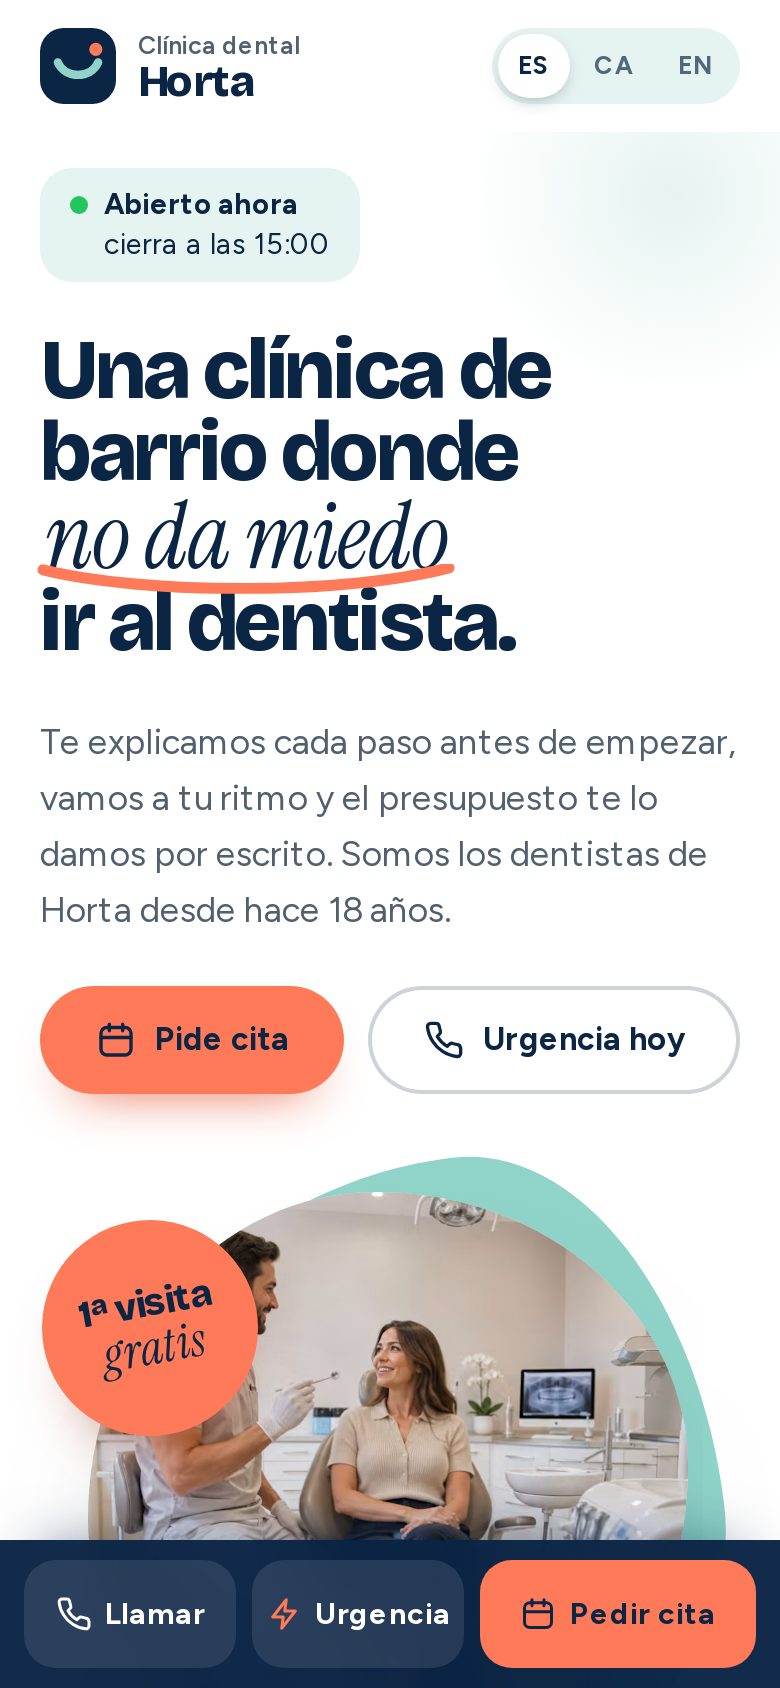 Clínica dental
Horta
ES CA EN
Abierto ahora
cierra a las 15:00
Una clínica de
barrio donde
no da miedo
ir al dentista.
Te explicamos cada paso antes de empezar,
vamos a tu ritmo y el presupuesto te lo
damos por escrito. Somos los dentistas de
Horta desde hace 18 años.
Pide cita
Urgencia hoy
1ª visita
gratis
Llamar
Urgencia
Pedir cita